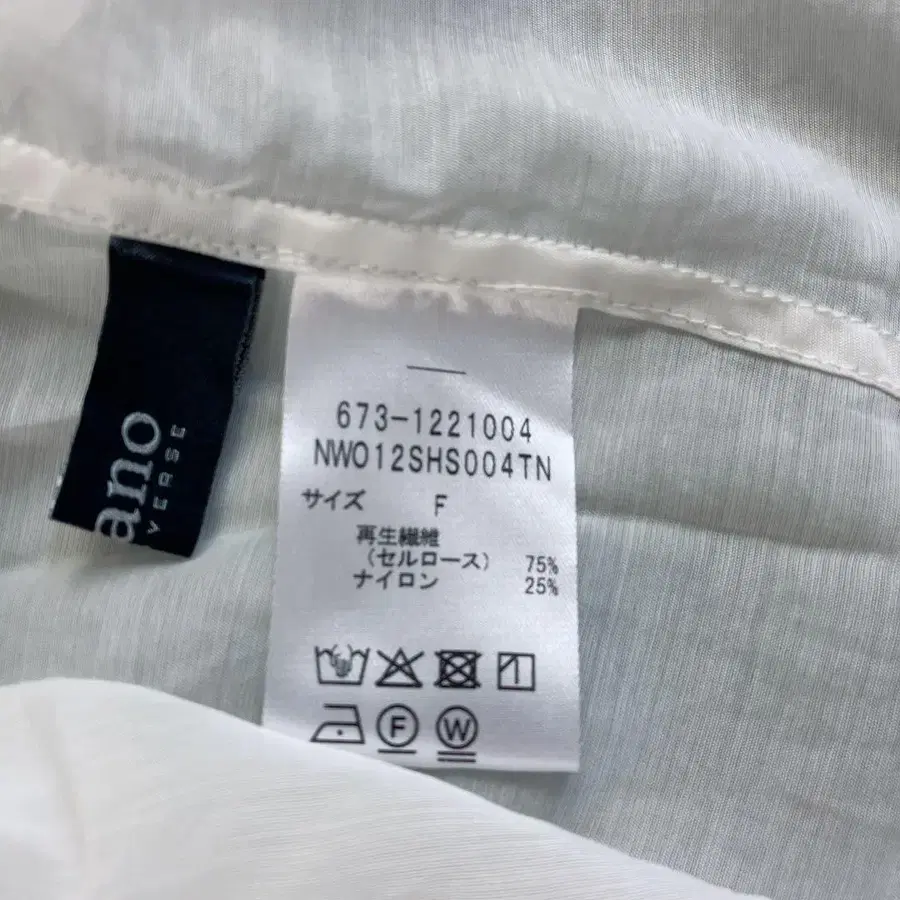 ano
VERSE
673-1221004
NWO12SHS004TN
サイズ F
再生繊維
(セルロース) 75%
ナイロン 25%
F W